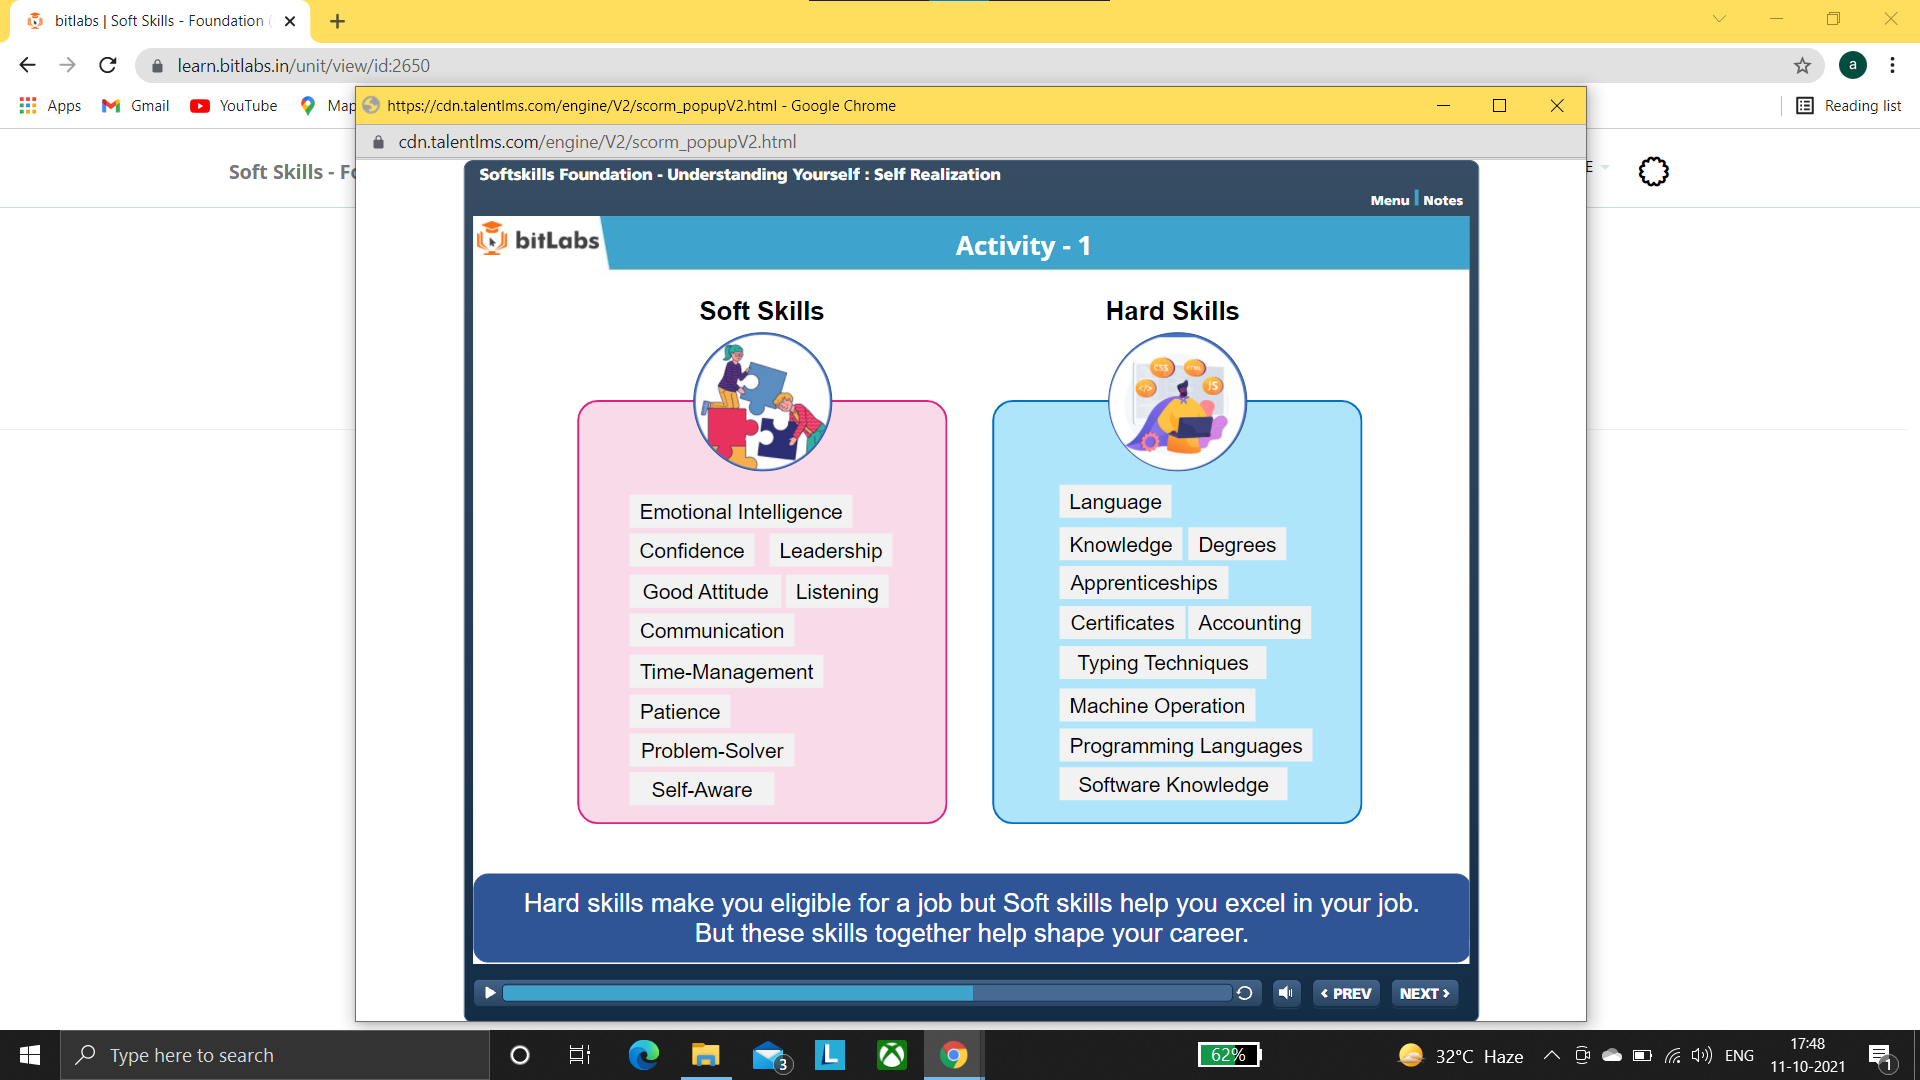 bitlabs | Soft Skills - Foundation (
learn.bitlabs.in/unit/view/id:2650
a
Apps Gmail YouTube Map
Reading list
https://cdn.talentlms.com/engine/V2/scorm_popupV2.html - Google Chrome
cdn.talentlms.com/engine/V2/scorm_popupV2.html
Soft Skills - Fo
E
Softskills Foundation - Understanding Yourself : Self Realization
Menu | Notes
bitLabs
Activity - 1
Soft Skills
Emotional Intelligence
Confidence Leadership
Good Attitude Listening
Communication
Time-Management
Patience
Problem-Solver
Self-Aware
Hard Skills
CSS HTML
</> JS
Language
Knowledge Degrees
Apprenticeships
Certificates Accounting
Typing Techniques
Machine Operation
Programming Languages
Software Knowledge
Hard skills make you eligible for a job but Soft skills help you excel in your job.
But these skills together help shape your career.
PREV NEXT
Type here to search
3
L
62%
32°C Haze
ENG
17:48
11-10-2021
1